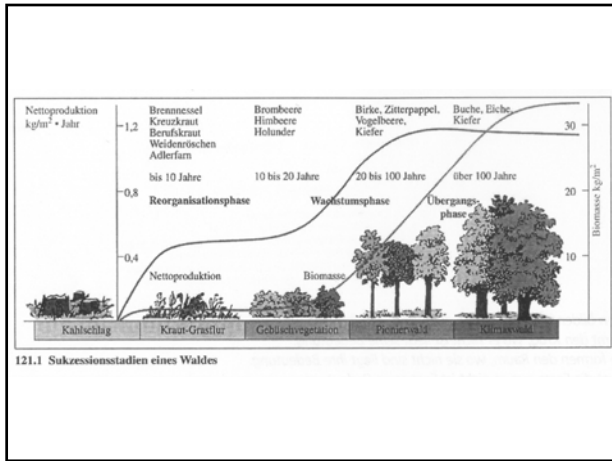 Nettoproduktion
kg/m² • Jahr
1,2
0,8
0,4
Brennnessel
Kreuzkraut
Berufskraut
Weidenröschen
Adlerfarn
bis 10 Jahre
Reorganisationsphase
Brombeere
Himbeere
Holunder
10 bis 20 Jahre
Birke, Zitterpappel,
Vogelbeere,
Kiefer
20 bis 100 Jahre
Wachstumsphase
Buche, Eiche,
Kiefer
über 100 Jahre
Übergangs-
phase
30
20
10
Biomasse kg/m²
Nettoproduktion
Biomasse
Kahlschlag
Kraut-Grasflur
Gebüschvegetation
Pionierwald
Klimaxwald
121.1 Sukzessionsstadien eines Waldes